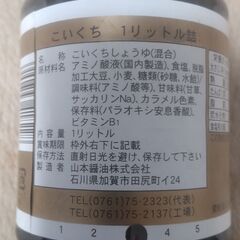 こいくち 1リットル詰
名称 こいくちしょうゆ(混合)
原材料名 アミノ酸液(国内製造)、食塩、脱脂
加工大豆、小麦、糖類(砂糖、水飴)/
調味料(アミノ酸等)、甘味料(甘草、
サッカリンNa)、カラメル色素、
保存料(パラオキシ安息香酸)、
ビタミンB1
内容量 1リットル
賞味期限 枠外右下に記載
保存方法 直射日光を避け、保存して下さい
製造者 山本醤油株式会社
石川県加賀市田尻町イ24
TEL(0761)75-2323(代表)
(0761)75-2137(工場)
1 2 4 5